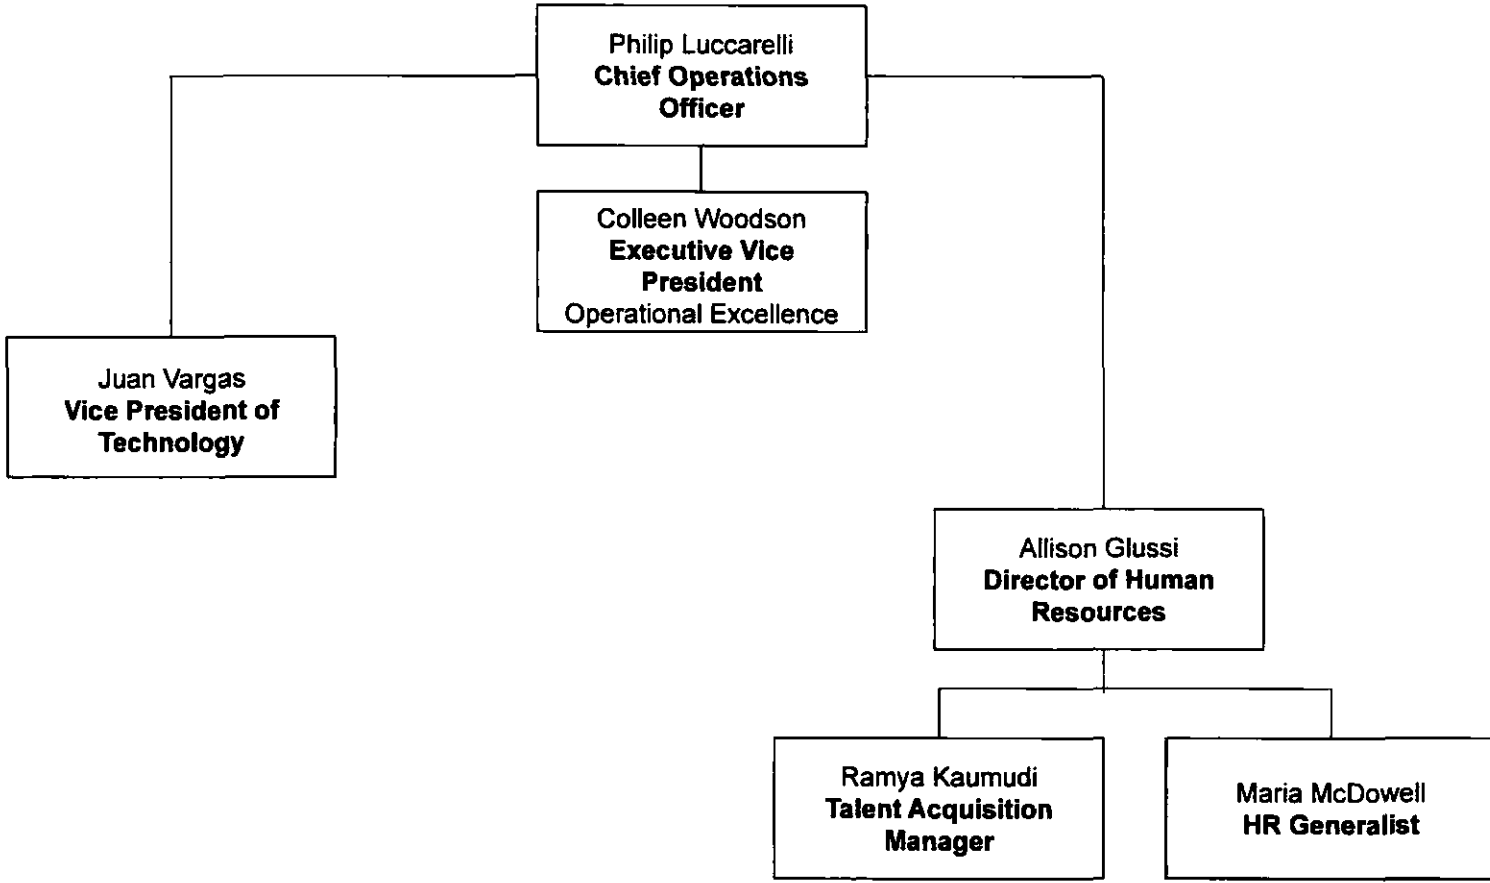 Philip Luccarelli
Chief Operations
Officer
Colleen Woodson
Executive Vice
President
Operational Excellence
Juan Vargas
Vice President of
Technology
Allison Glussi
Director of Human
Resources
Ramya Kaumudi
Talent Acquisition
Manager
Maria McDowell
HR Generalist